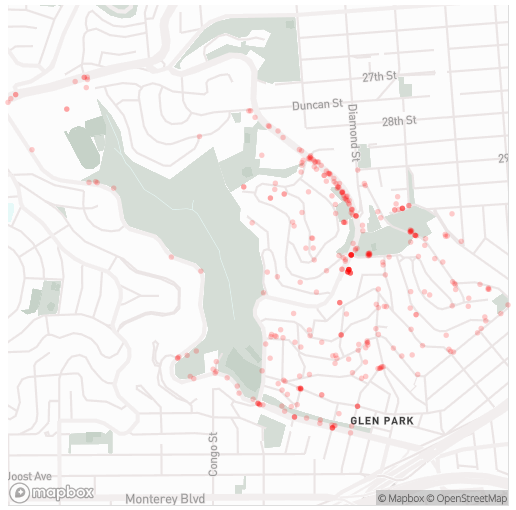 27th St
Duncan St
Diamond St
28th St
29
GLEN PARK
Congo St
Joost Ave
Monterey Blvd
mapbox
© Mapbox © OpenStreetMap